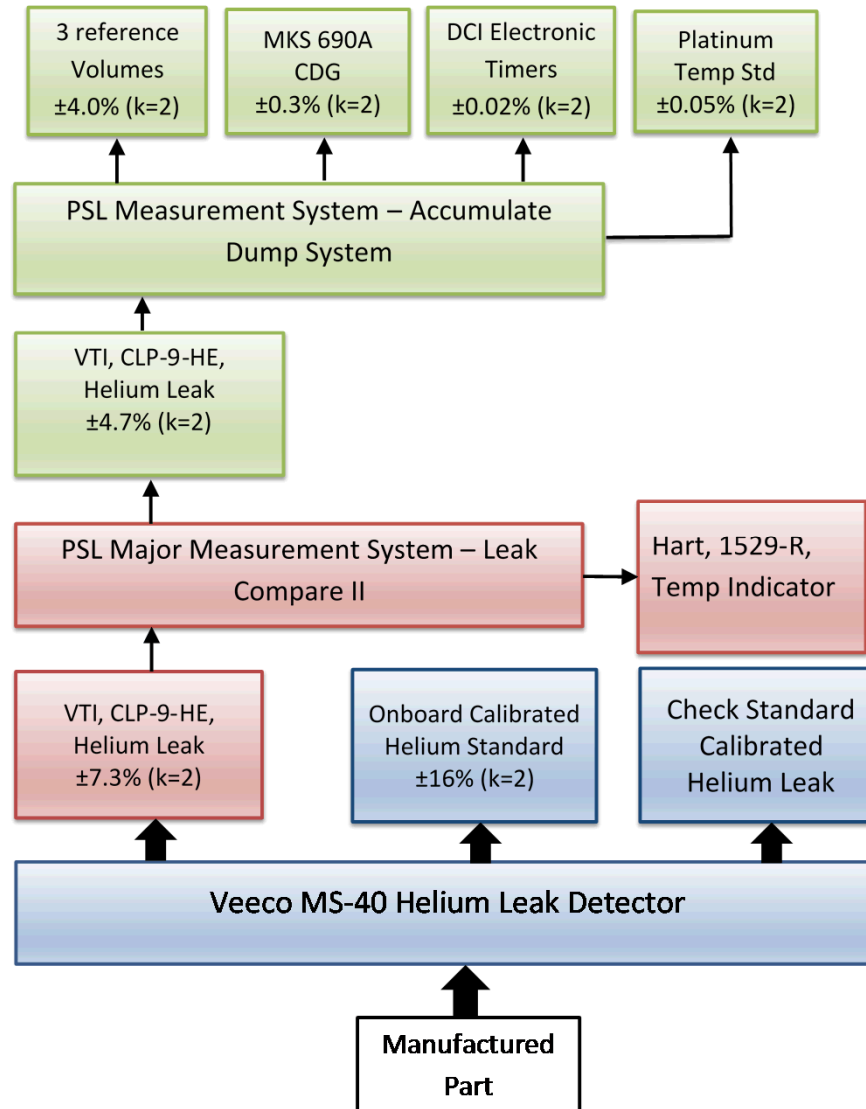 3 reference
Volumes
±4.0% (k=2)
MKS 690A
CDG
±0.3% (k=2)
DCI Electronic
Timers
±0.02% (k=2)
Platinum
Temp Std
±0.05% (k=2)
PSL Measurement System – Accumulate
Dump System
VTI, CLP-9-HE,
Helium Leak
±4.7% (k=2)
PSL Major Measurement System – Leak
Compare II
Hart, 1529-R,
Temp Indicator
VTI, CLP-9-HE,
Helium Leak
±7.3% (k=2)
Onboard Calibrated
Helium Standard
±16% (k=2)
Check Standard
Calibrated
Helium Leak
Veeco MS-40 Helium Leak Detector
Manufactured
Part